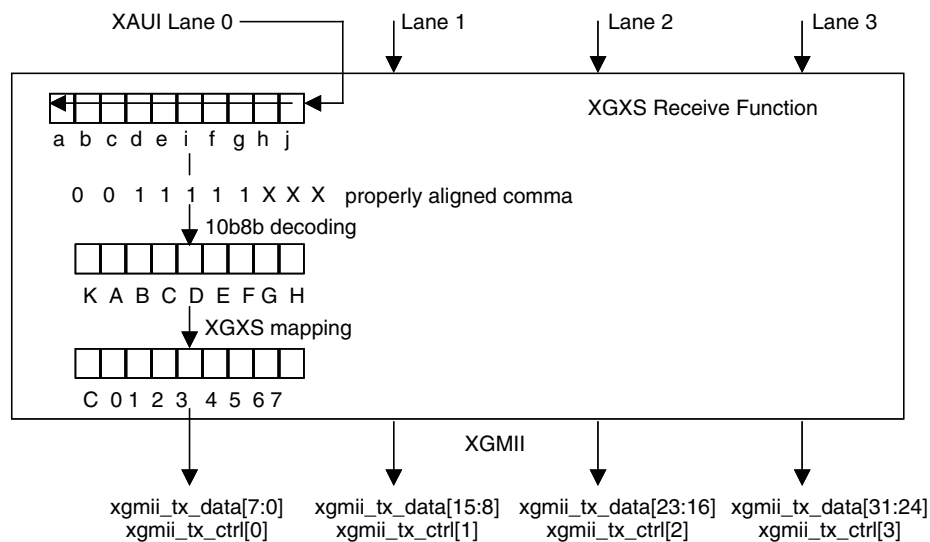 XAUI Lane 0 Lane 1 Lane 2 Lane 3
XGXS Receive Function
a b c d e i f g h j
0 0 1 1 1 1 1 X X X properly aligned comma
10b8b decoding
K A B C D E F G H
XGXS mapping
C 0 1 2 3 4 5 6 7
XGMII
xgmii_tx_data[7:0] xgmii_tx_data[15:8] xgmii_tx_data[23:16] xgmii_tx_data[31:24]
xgmii_tx_ctrl[0] xgmii_tx_ctrl[1] xgmii_tx_ctrl[2] xgmii_tx_ctrl[3]